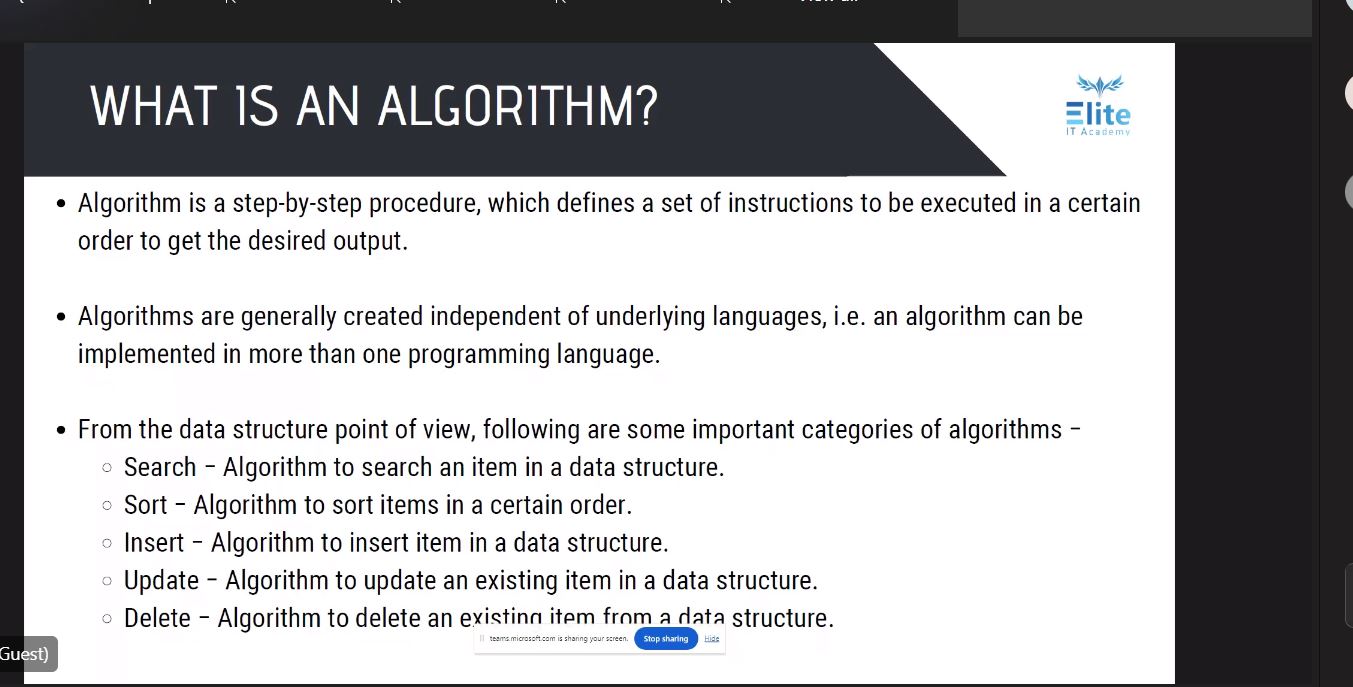 WHAT IS AN ALGORITHM?
Elite
IT Academy
• Algorithm is a step-by-step procedure, which defines a set of instructions to be executed in a certain
order to get the desired output.
• Algorithms are generally created independent of underlying languages, i.e. an algorithm can be
implemented in more than one programming language.
• From the data structure point of view, following are some important categories of algorithms −
○ Search − Algorithm to search an item in a data structure.
○ Sort − Algorithm to sort items in a certain order.
○ Insert − Algorithm to insert item in a data structure.
○ Update − Algorithm to update an existing item in a data structure.
○ Delete − Algorithm to delete an existing item from a data structure.
teams.microsoft.com is sharing your screen. Stop sharing Hide
Guest)